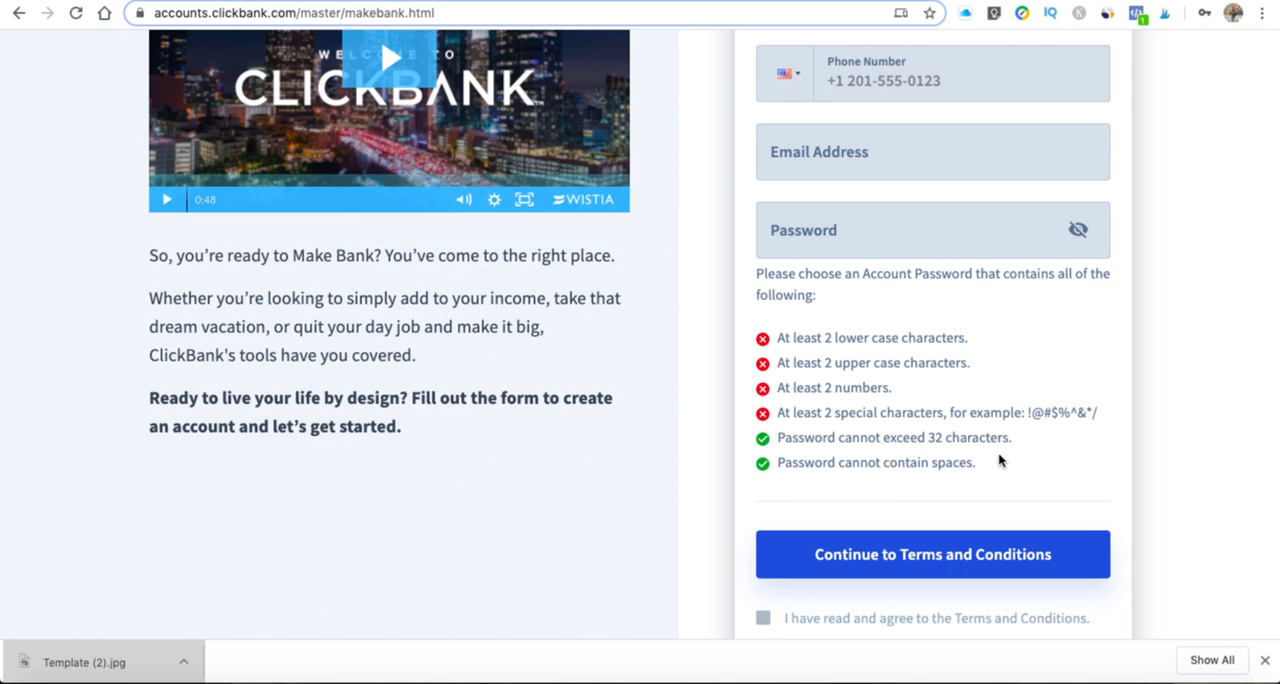 accounts.clickbank.com/master/makebank.html
IQ
K
1
WELCOME TO
CLICKBANK
0:48
WISTIA
So, you’re ready to Make Bank? You’ve come to the right place.
Whether you’re looking to simply add to your income, take that
dream vacation, or quit your day job and make it big,
ClickBank's tools have you covered.
Ready to live your life by design? Fill out the form to create
an account and let’s get started.
Phone Number
+1 201-555-0123
Email Address
Password
Please choose an Account Password that contains all of the
following:
At least 2 lower case characters.
At least 2 upper case characters.
At least 2 numbers.
At least 2 special characters, for example: !@#$%^&*/
Password cannot exceed 32 characters.
Password cannot contain spaces.
Continue to Terms and Conditions
I have read and agree to the Terms and Conditions.
Template (2).jpg
Show All